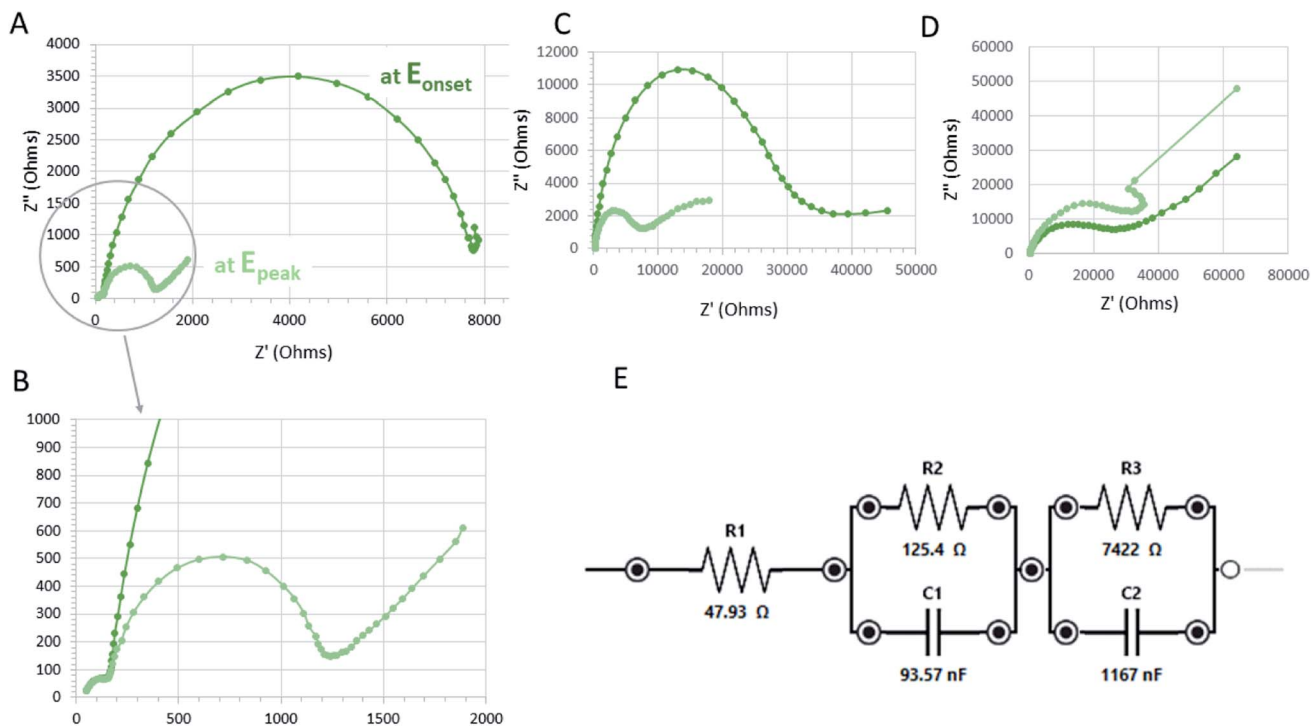 A
4000
3500
3000
2500
2000
1500
1000
500
0
0 2000 4000 6000 8000
Z'' (Ohms)
Z' (Ohms)
at Eonset
at Epeak
C
12000
10000
8000
6000
4000
2000
0
0 10000 20000 30000 40000 50000
Z'' (Ohms)
Z' (Ohms)
D
60000
50000
40000
30000
20000
10000
0
0 20000 40000 60000 80000
Z'' (Ohms)
Z' (Ohms)
B
1000
900
800
700
600
500
400
300
200
100
0
0 500 1000 1500 2000
E
R1
47.93 Ω
R2
125.4 Ω
C1
93.57 nF
R3
7422 Ω
C2
1167 nF